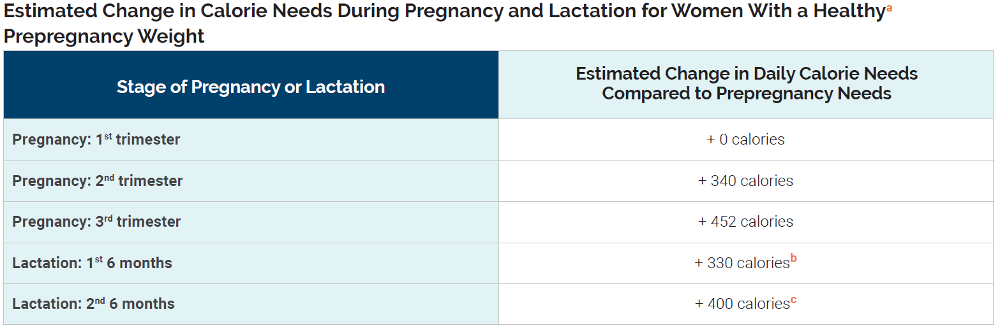 Estimated Change in Calorie Needs During Pregnancy and Lactation for Women With a Healthyᵃ
Prepregnancy Weight
Stage of Pregnancy or Lactation
Estimated Change in Daily Calorie Needs
Compared to Prepregnancy Needs
Pregnancy: 1ˢᵗ trimester
+ 0 calories
Pregnancy: 2ⁿᵈ trimester
+ 340 calories
Pregnancy: 3ʳᵈ trimester
+ 452 calories
Lactation: 1ˢᵗ 6 months
+ 330 caloriesᵇ
Lactation: 2ⁿᵈ 6 months
+ 400 caloriesᶜ